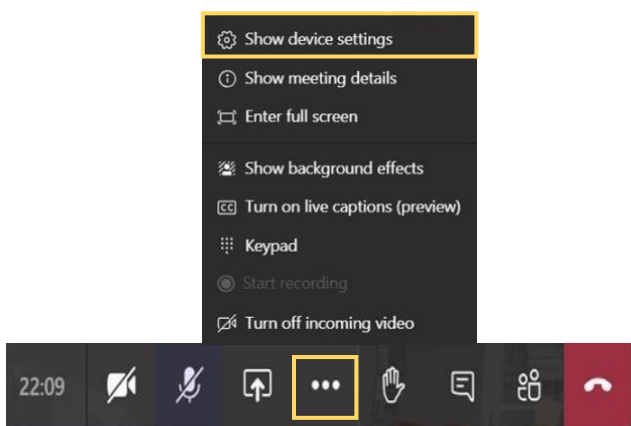 Show device settings
Show meeting details
Enter full screen
Show background effects
CC Turn on live captions (preview)
Keypad
Start recording
Turn off incoming video
22:09